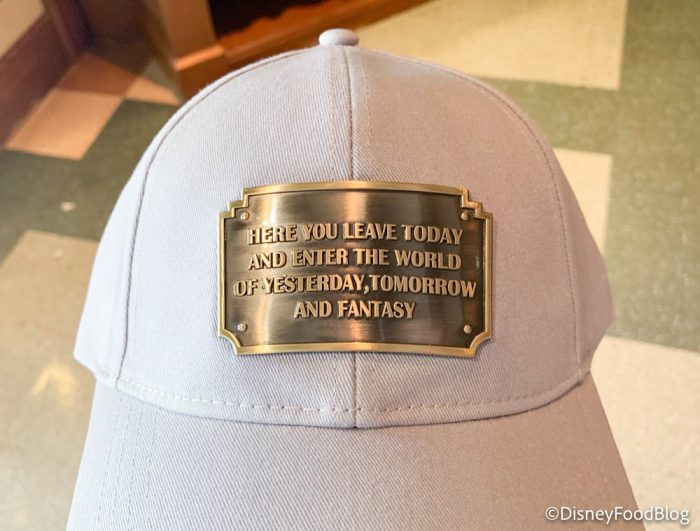 HERE YOU LEAVE TODAY
AND ENTER THE WORLD
OF YESTERDAY,TOMORROW
AND FANTASY
©DisneyFoodBlog